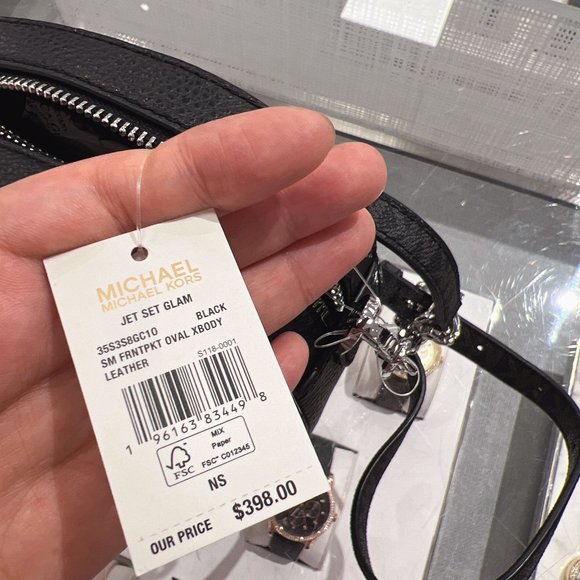 MICHAEL
MICHAEL KORS
JET SET GLAM
35S3S8GC10 BLACK
SM FRNTPKT OVAL XBODY
LEATHER
S118-0001
1 96163 83449 8
FSC
MIX
Paper
FSC® C012345
NS
OUR PRICE $398.00